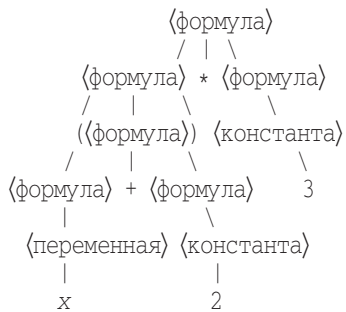 ⟨формула⟩
⟨формула⟩ * ⟨формула⟩
(⟨формула⟩) ⟨константа⟩
⟨формула⟩ + ⟨формула⟩ 3
⟨переменная⟩ ⟨константа⟩
x 2